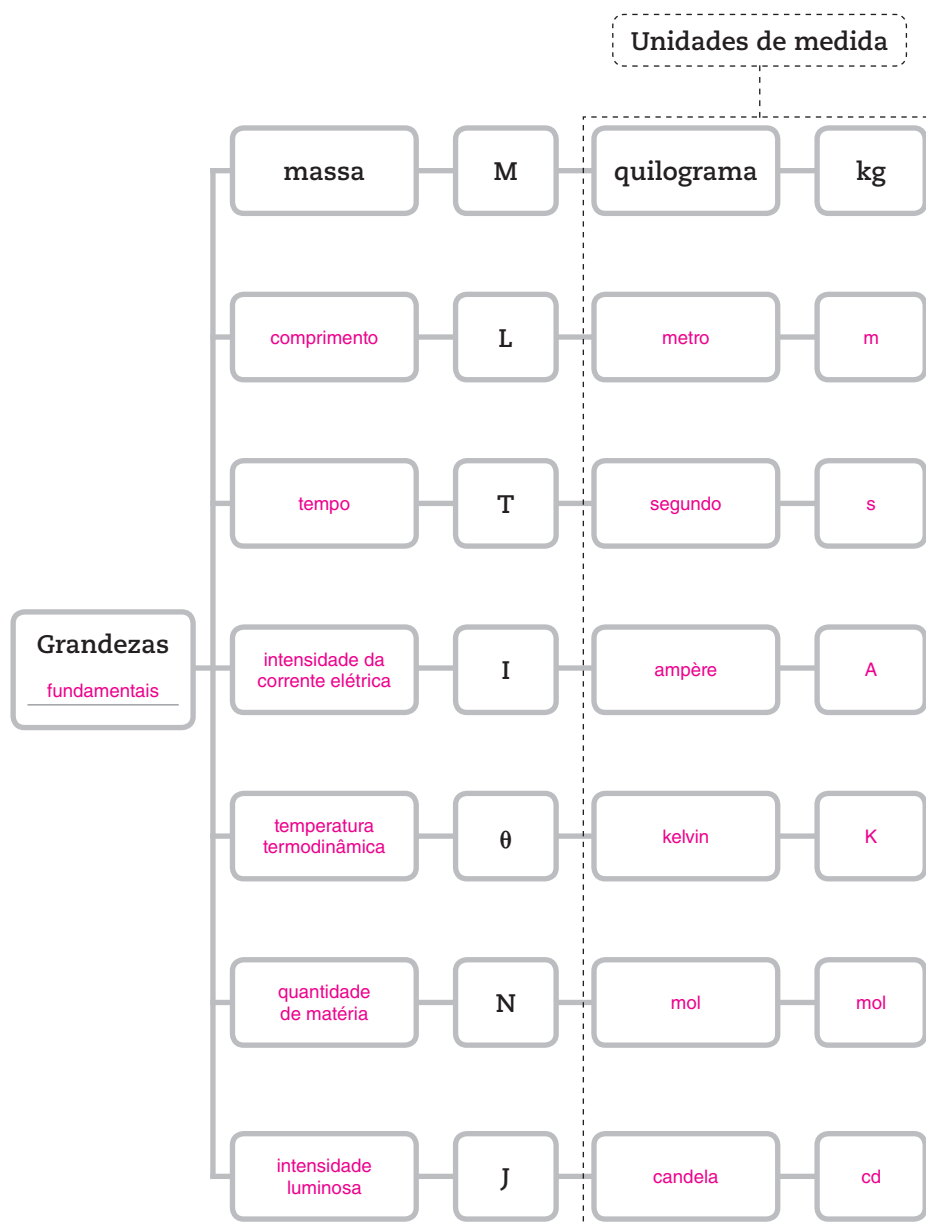 Unidades de medida
massa
M
quilograma
kg
comprimento
L
metro
m
tempo
T
segundo
s
Grandezas
fundamentais
intensidade da
corrente elétrica
I
ampère
A
temperatura
termodinâmica
θ
kelvin
K
quantidade
de matéria
N
mol
mol
intensidade
luminosa
J
candela
cd